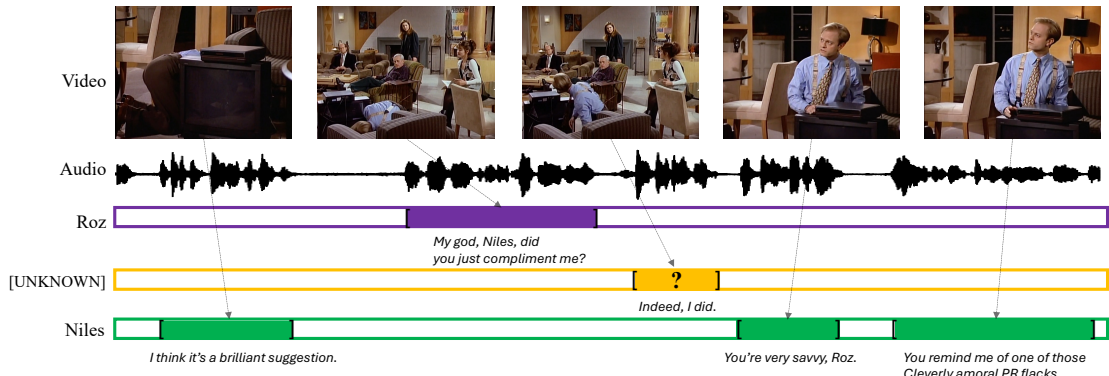 Video
Audio
Roz
My god, Niles, did
you just compliment me?
[UNKNOWN]
?
Indeed, I did.
Niles
I think it's a brilliant suggestion.
You're very savvy, Roz.
You remind me of one of those
Cleverly amoral PR flacks